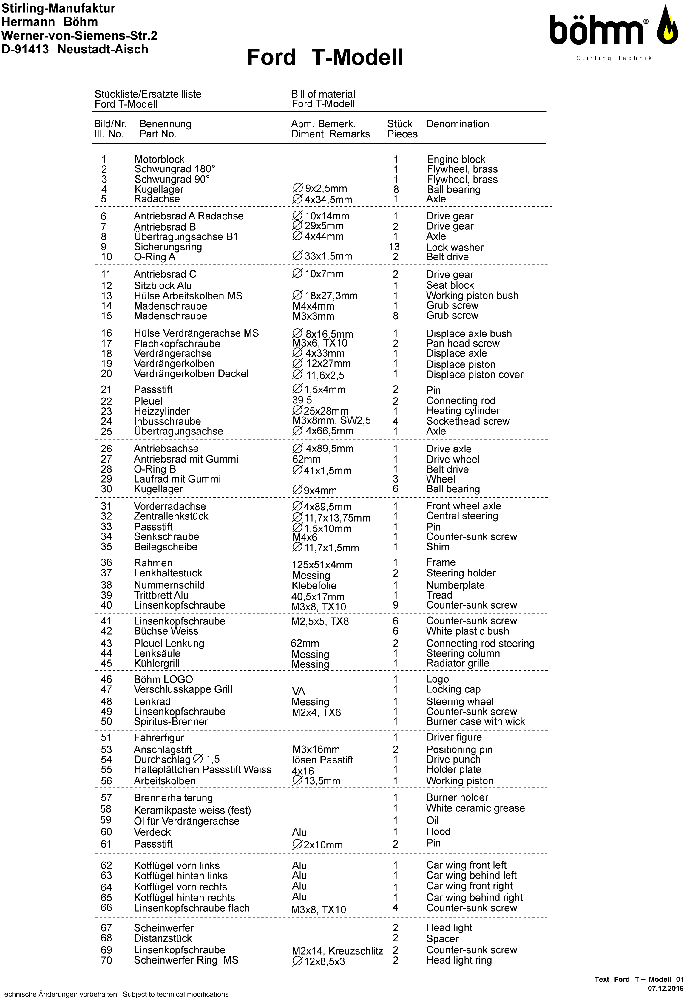 Stirling-Manufaktur
Hermann Böhm
Werner-von-Siemens-Str.2
D-91413 Neustadt-Aisch
böhm®
Stirling-Technik
Ford T-Modell
Stückliste/Ersatzteilliste Bill of material
Ford T-Modell Ford T-Modell
Bild/Nr. Benennung Abm. Bemerk. Stück Denomination
III. No. Part No. Diment. Remarks Pieces
1 Motorblock 1 Engine block
2 Schwungrad 180° 1 Flywheel, brass
3 Schwungrad 90° 1 Flywheel, brass
4 Kugellager ∅ 9x2,5mm 8 Ball bearing
5 Radachse ∅ 4x34,5mm 1 Axle
6 Antriebsrad A Radachse ∅ 10x14mm 1 Drive gear
7 Antriebsrad B ∅ 29x5mm 2 Drive gear
8 Übertragungsachse B1 ∅ 4x44mm 1 Axle
9 Sicherungsring 13 Lock washer
10 O-Ring A ∅ 33x1,5mm 2 Belt drive
11 Antriebsrad C ∅ 10x7mm 2 Drive gear
12 Sitzblock Alu 1 Seat block
13 Hülse Arbeitskolben MS ∅ 18x27,3mm 1 Working piston bush
14 Madenschraube M4x4mm 1 Grub screw
15 Madenschraube M3x3mm 8 Grub screw
16 Hülse Verdrängerachse MS ∅ 8x16,5mm 1 Displace axle bush
17 Flachkopfschraube M3x6, TX10 2 Pan head screw
18 Verdrängerachse ∅ 4x33mm 1 Displace axle
19 Verdrängerkolben ∅ 12x27mm 1 Displace piston
20 Verdrängerkolben Deckel ∅ 11,6x2,5 1 Displace piston cover
21 Passstift ∅ 1,5x4mm 2 Pin
22 Pleuel 39,5 2 Connecting rod
23 Heizzylinder ∅ 25x28mm 1 Heating cylinder
24 Inbusschraube M3x8mm, SW2,5 4 Sockethead screw
25 Übertragungsachse ∅ 4x66,5mm 1 Axle
26 Antriebsachse ∅ 4x89,5mm 1 Drive axle
27 Antriebsrad mit Gummi 62mm 1 Drive wheel
28 O-Ring B ∅ 41x1,5mm 1 Belt drive
29 Laufrad mit Gummi 3 Wheel
30 Kugellager ∅ 9x4mm 6 Ball bearing
31 Vorderradachse ∅ 4x89,5mm 1 Front wheel axle
32 Zentrallenkstück ∅ 11,7x13,75mm 1 Central steering
33 Passstift ∅ 1,5x10mm 1 Pin
34 Senkschraube M4x6 1 Counter-sunk screw
35 Beilegscheibe ∅ 11,7x1,5mm 1 Shim
36 Rahmen 125x51x4mm 1 Frame
37 Lenkhaltestück Messing 2 Steering holder
38 Nummernschild Klebefolie 1 Numberplate
39 Trittbrett Alu 40,5x17mm 1 Tread
40 Linsenkopfschraube M3x8, TX10 9 Counter-sunk screw
41 Linsenkopfschraube M2,5x5, TX8 6 Counter-sunk screw
42 Büchse Weiss 6 White plastic bush
43 Pleuel Lenkung 62mm 2 Connecting rod steering
44 Lenksäule Messing 1 Steering column
45 Kühlergrill Messing 1 Radiator grille
46 Böhm LOGO 1 Logo
47 Verschlusskappe Grill VA 1 Locking cap
48 Lenkrad Messing 1 Steering wheel
49 Linsenkopfschraube M2x4, TX6 1 Counter-sunk screw
50 Spiritus-Brenner 1 Burner case with wick
51 Fahrerfigur 1 Driver figure
53 Anschlagstift M3x16mm 2 Positioning pin
54 Durchschlag ∅ 1,5 lösen Passtift 1 Drive punch
55 Halteplättchen Passstift Weiss 4x16 1 Holder plate
56 Arbeitskolben ∅ 13,5mm 1 Working piston
57 Brennerhalterung 1 Burner holder
58 Keramikpaste weiss (fest) 1 White ceramic grease
59 Öl für Verdrängerachse 1 Oil
60 Verdeck Alu 1 Hood
61 Passstift ∅ 2x10mm 2 Pin
62 Kotflügel vorn links Alu 1 Car wing front left
63 Kotflügel hinten links Alu 1 Car wing behind left
64 Kotflügel vorn rechts Alu 1 Car wing front right
65 Kotflügel hinten rechts Alu 1 Car wing behind right
66 Linsenkopfschraube flach M3x8, TX10 4 Counter-sunk screw
67 Scheinwerfer 2 Head light
68 Distanzstück 2 Spacer
69 Linsenkopfschraube M2x14, Kreuzschlitz 2 Counter-sunk screw
70 Scheinwerfer Ring MS ∅ 12x8,5x3 2 Head light ring
Text Ford T – Modell 01
07.12.2016
Technische Änderungen vorbehalten . Subject to technical modifications